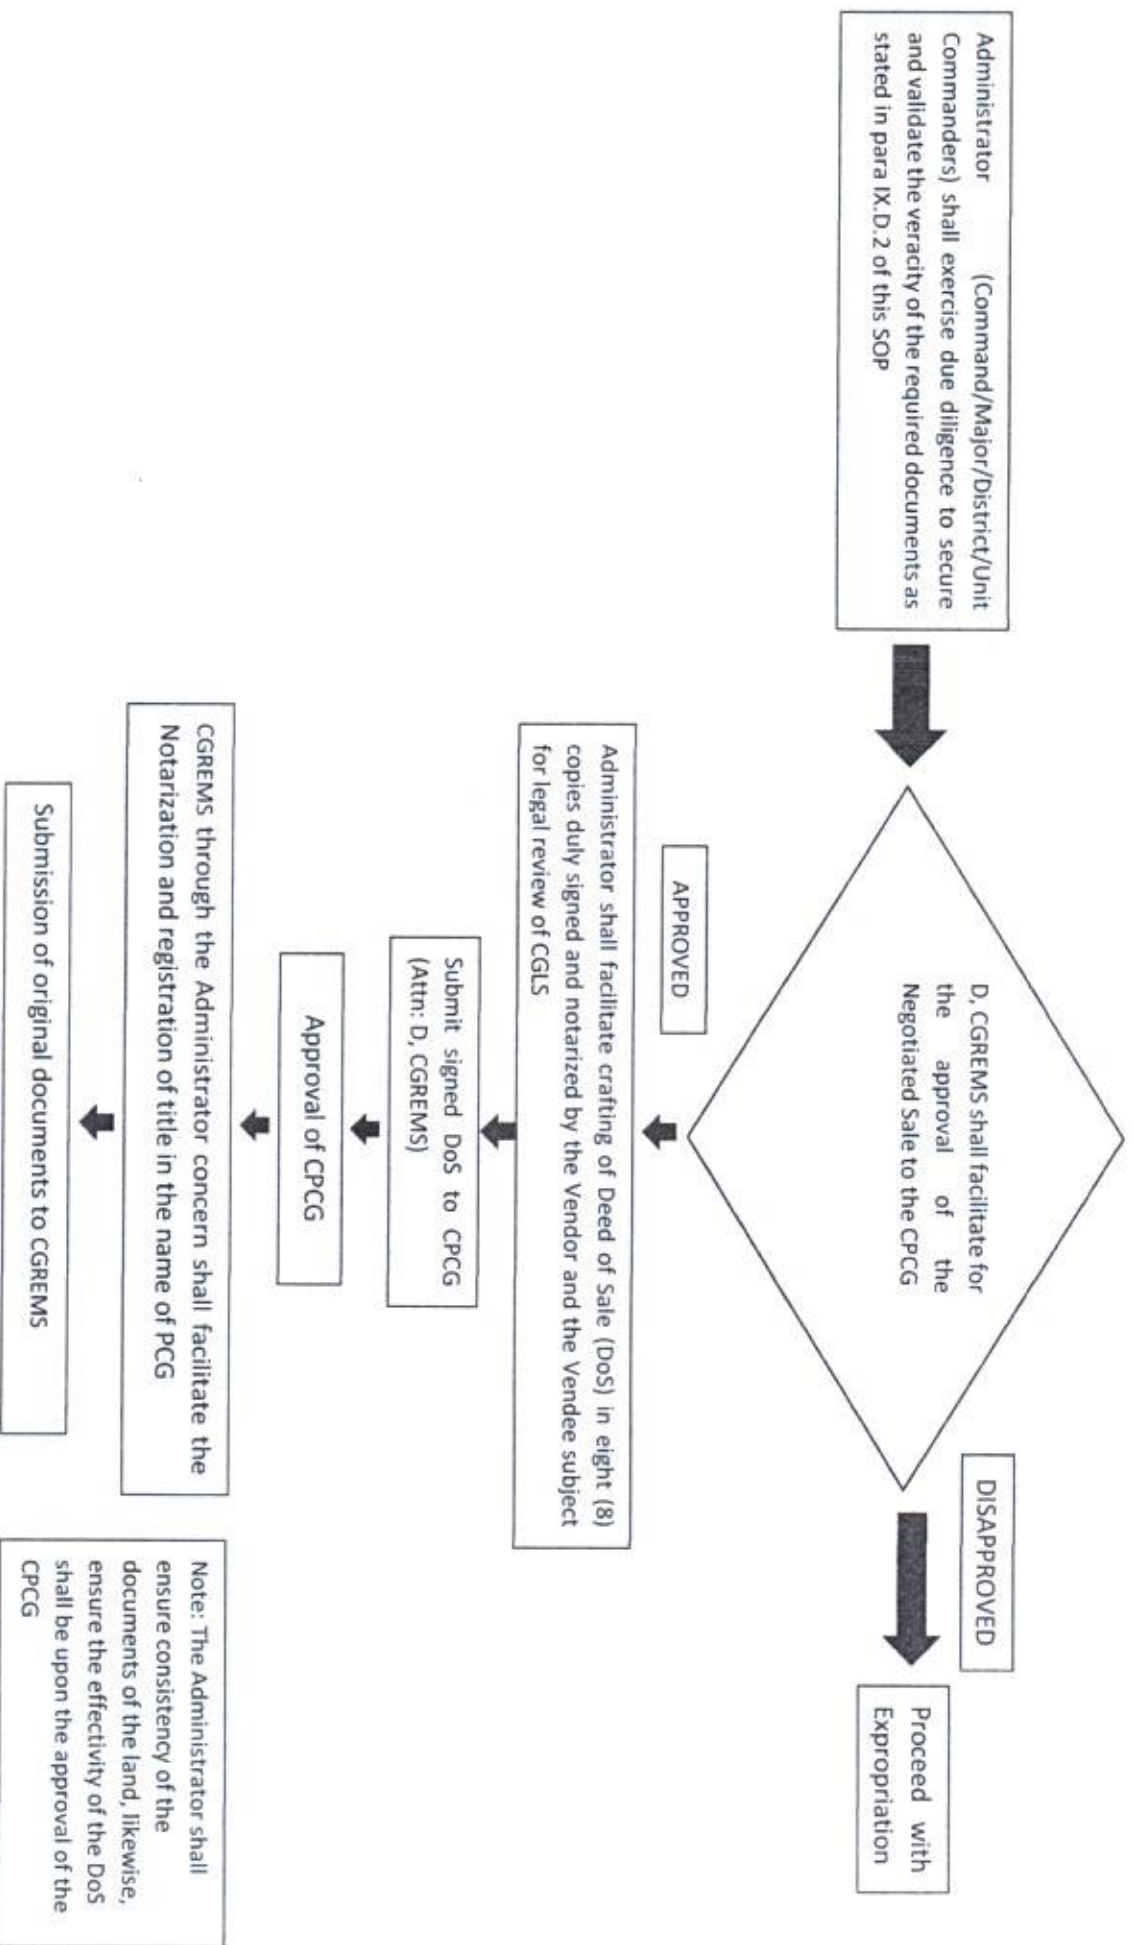 Administrator (Command/Major/District/Unit
Commanders) shall exercise due diligence to secure
and validate the veracity of the required documents as
stated in para IX.D.2 of this SOP
D, CGREMS shall facilitate for
the approval of the
Negotiated Sale to the CPCG
DISAPPROVED
Proceed with
Expropriation
APPROVED
Administrator shall facilitate crafting of Deed of Sale (DoS) in eight (8)
copies duly signed and notarized by the Vendor and the Vendee subject
for legal review of CGLS
Submit signed DoS to CPCG
(Attn: D, CGREMS)
Approval of CPCG
CGREMS through the Administrator concern shall facilitate the
Notarization and registration of title in the name of PCG
Submission of original documents to CGREMS
Note: The Administrator shall
ensure consistency of the
documents of the land, likewise,
ensure the effectivity of the DoS
shall be upon the approval of the
CPCG